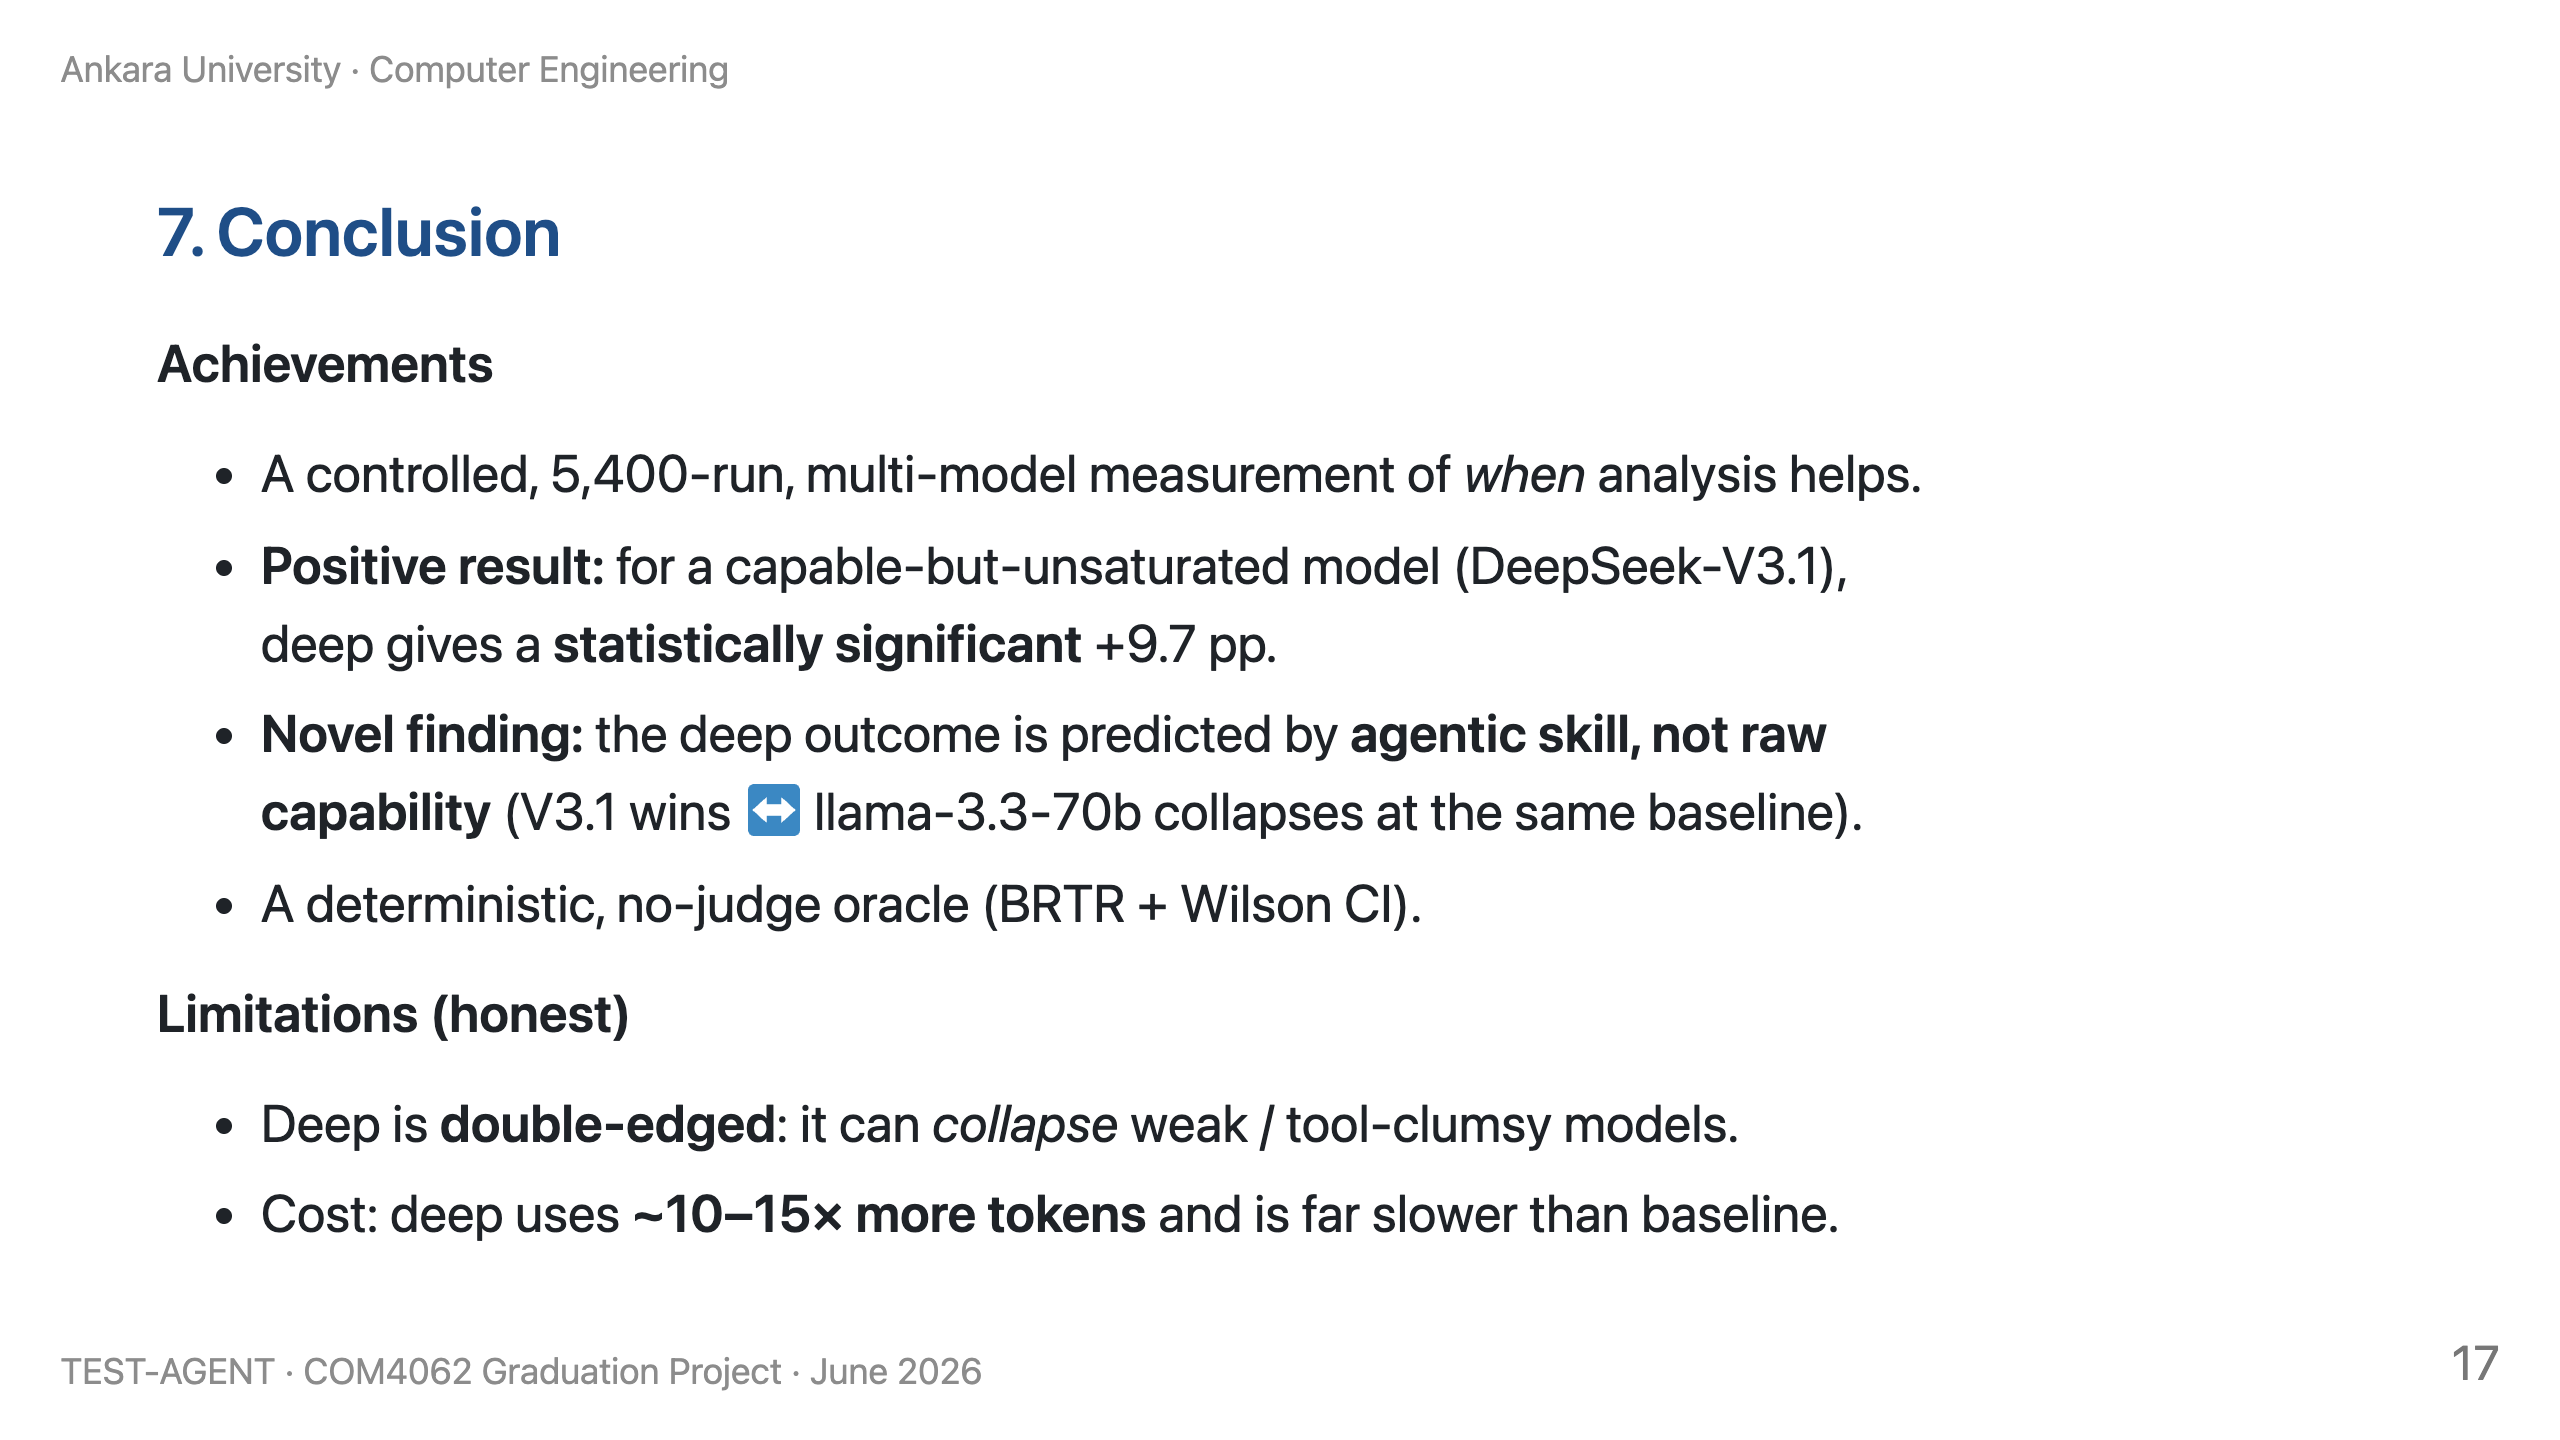 Ankara University · Computer Engineering
7. Conclusion
Achievements
• A controlled, 5,400-run, multi-model measurement of when analysis helps.
• Positive result: for a capable-but-unsaturated model (DeepSeek-V3.1),
deep gives a statistically significant +9.7 pp.
• Novel finding: the deep outcome is predicted by agentic skill, not raw
capability (V3.1 wins ↔️ llama-3.3-70b collapses at the same baseline).
• A deterministic, no-judge oracle (BRTR + Wilson CI).
Limitations (honest)
• Deep is double-edged: it can collapse weak / tool-clumsy models.
• Cost: deep uses ~10–15× more tokens and is far slower than baseline.
TEST-AGENT · COM4062 Graduation Project · June 2026
17